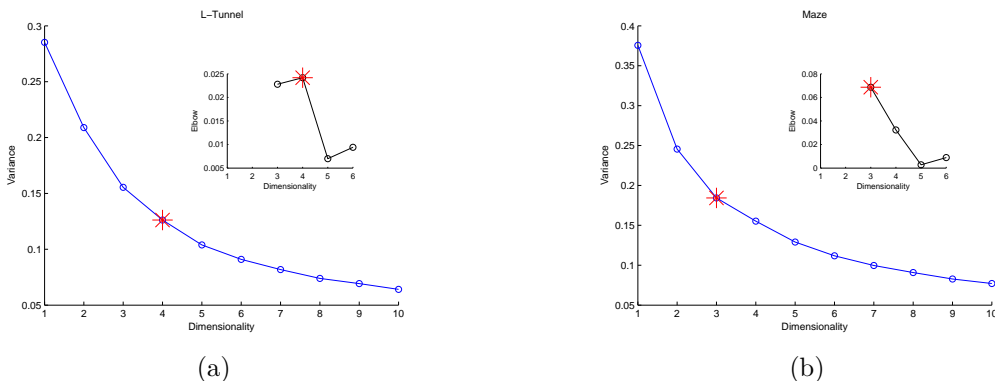 L−Tunnel
0.3
0.25
0.2
0.15
0.1
0.05
Variance
1 2 3 4 5 6 7 8 9 10
Dimensionality
0.025
0.02
0.015
0.01
0.005
Elbow
1 2 3 4 5 6
Dimensionality
(a)
Maze
0.4
0.35
0.3
0.25
0.2
0.15
0.1
0.05
Variance
1 2 3 4 5 6 7 8 9 10
Dimensionality
0.08
0.06
0.04
0.02
0
Elbow
1 2 3 4 5 6
Dimensionality
(b)